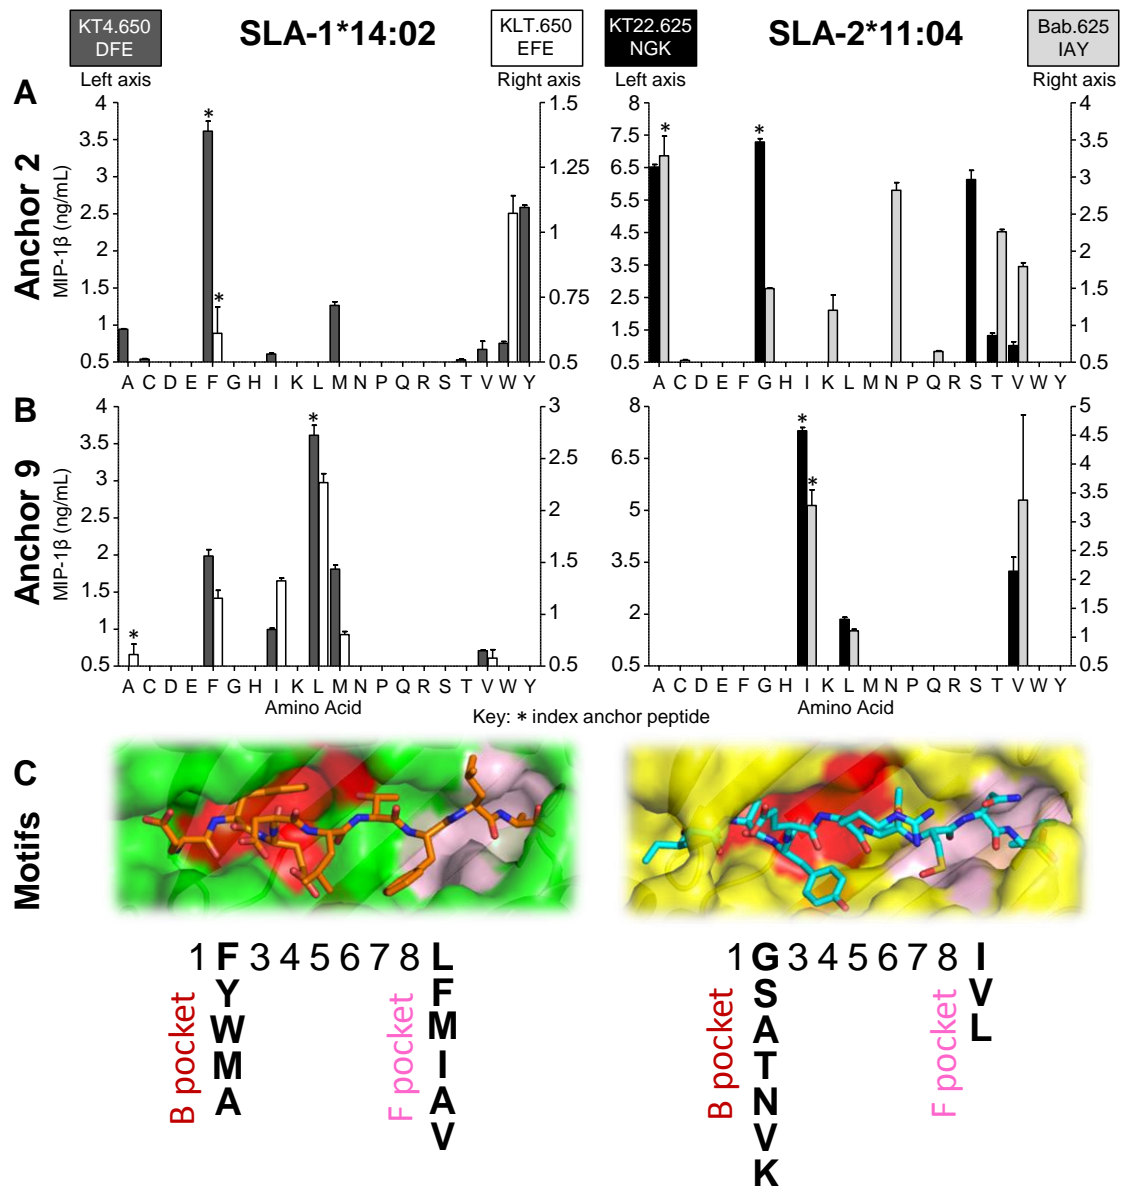 KT4.650
DFE
SLA-1*14:02
KLT.650
EFE
KT22.625
NGK
SLA-2*11:04
Bab.625
IAY
Left axis
Right axis
Left axis
Right axis
A
Anchor 2
MIP-1β (ng/mL)
4
3.5
3
2.5
2
1.5
1
0.5
*
*
1.5
1.25
1
0.75
0.5
A C D E F G H I K L M N P Q R S T V W Y
8
7.5
6.5
5.5
4.5
3.5
2.5
1.5
0.5
*
*
4
3.5
3
2.5
2
1.5
1
0.5
A C D E F G H I K L M N P Q R S T V W Y
B
Anchor 9
MIP-1β (ng/mL)
4
3.5
3
2.5
2
1.5
1
0.5
*
*
3
2.5
2
1.5
1
0.5
A C D E F G H I K L M N P Q R S T V W Y
Amino Acid
8
6.5
5
3.5
2
0.5
*
*
5
4.5
4
3.5
3
2.5
2
1.5
1
0.5
A C D E F G H I K L M N P Q R S T V W Y
Amino Acid
Key: * index anchor peptide
C
Motifs
1 F 3 4 5 6 7 8 L
Y
W
M
A
F
M
I
A
V
B pocket
F pocket
1 G 3 4 5 6 7 8 I
S
A
T
N
V
K
V
L
B pocket
F pocket